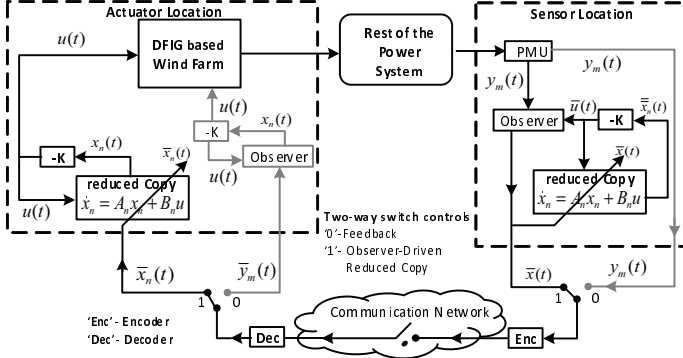 Actuator Location
u(t)
DFIG based
Wind Farm
u(t)
x_n(t)
-K
x_n(t)
x̅_n(t)
-K
Observer
u(t)
reduced Copy
ẋ_n = A_n x_n + B_n u
u(t)
x̅_n(t)
y̅_m(t)
1
0
Rest of the
Power
System
Sensor Location
PMU
y_m(t)
y_m(t)
Observer
u̅(t)
-K
x̅̅_n(t)
x̅(t)
reduced Copy
ẋ_n = A_n x_n + B_n u
x̅(t)
y_m(t)
1
0
Two-way switch controls
'0'-Feedback
'1'- Observer-Driven
Reduced Copy
Communication Network
'Enc'- Encoder
'Dec'- Decoder
Dec
Enc